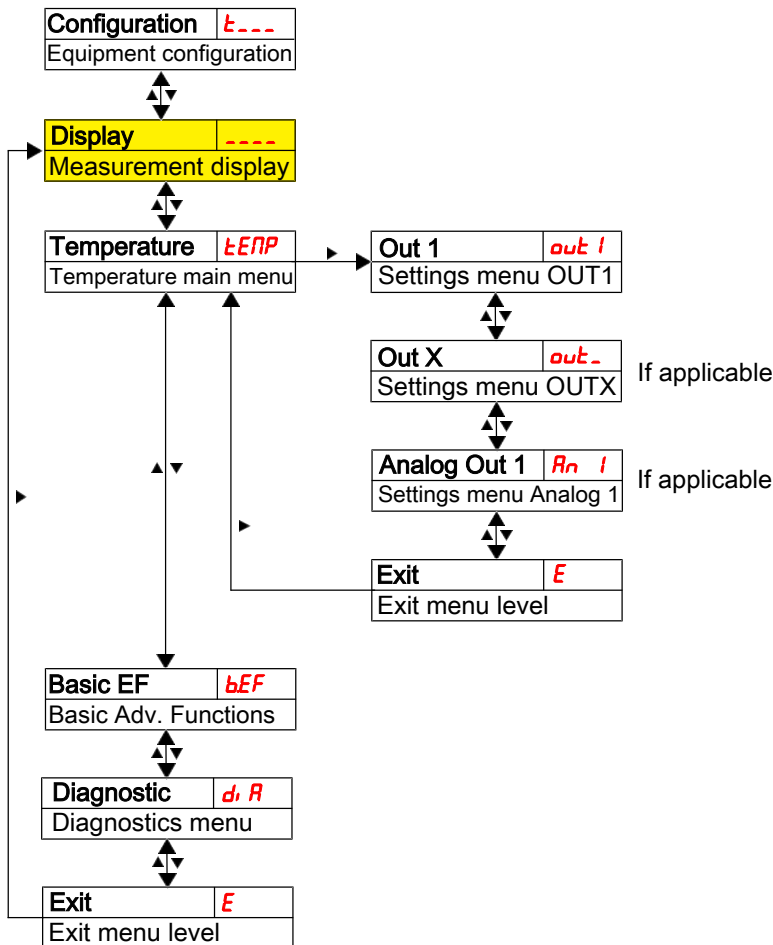 Configuration t___
Equipment configuration
Display ____
Measurement display
Temperature tEMP
Temperature main menu
Out 1 out 1
Settings menu OUT1
Out X out_
Settings menu OUTX
If applicable
Analog Out 1 An 1
Settings menu Analog 1
If applicable
Exit E
Exit menu level
Basic EF b.EF
Basic Adv. Functions
Diagnostic di A
Diagnostics menu
Exit E
Exit menu level